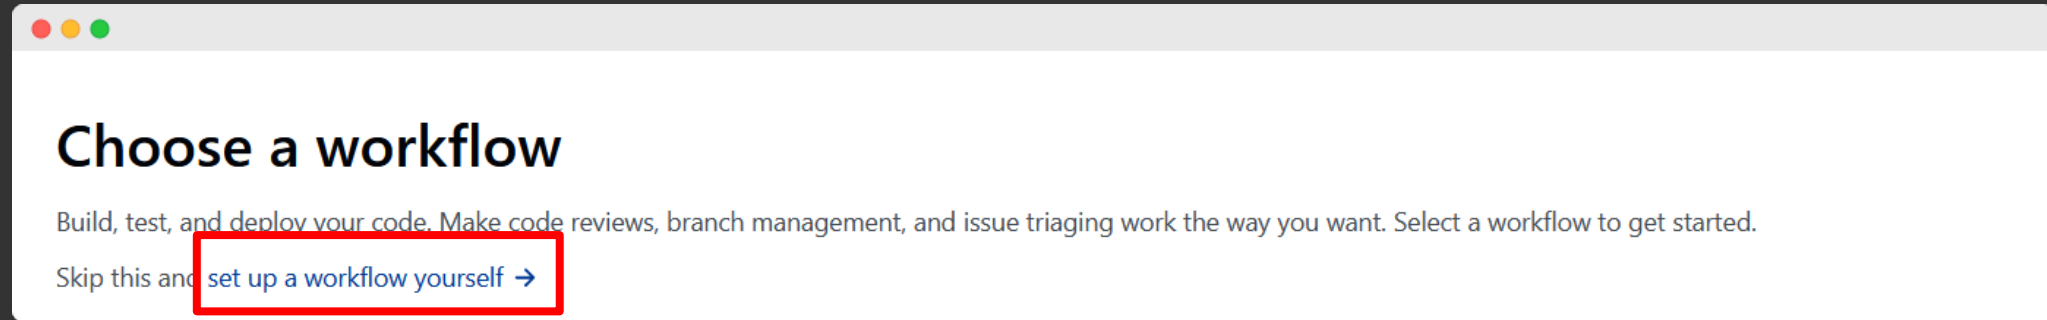 Choose a workflow
Build, test, and deploy your code. Make code reviews, branch management, and issue triaging work the way you want. Select a workflow to get started.
Skip this and set up a workflow yourself →